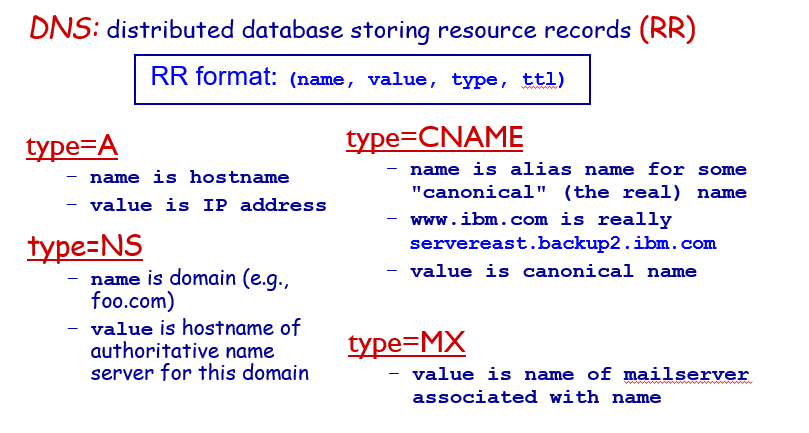 DNS: distributed database storing resource records (RR)
RR format: (name, value, type, ttl)
type=A
– name is hostname
– value is IP address
type=NS
– name is domain (e.g.,
foo.com)
– value is hostname of
authoritative name
server for this domain
type=CNAME
– name is alias name for some
"canonical" (the real) name
– www.ibm.com is really
servereast.backup2.ibm.com
– value is canonical name
type=MX
– value is name of mailserver
associated with name